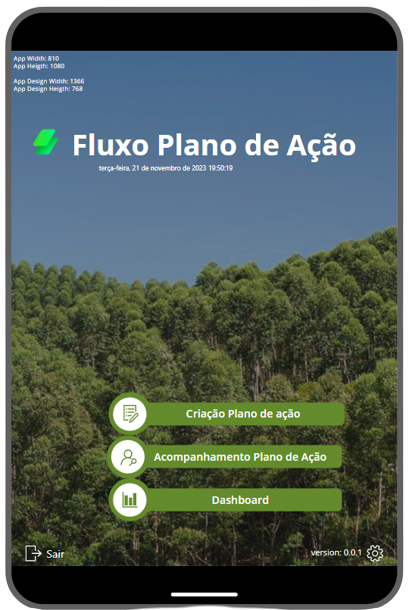 App Width: 810
App Heigth: 1080
App Design Width: 1366
App Design Heigth: 768
Fluxo Plano de Ação
terça-feira, 21 de novembro de 2023 19:50:19
Criação Plano de ação
Acompanhamento Plano de Ação
Dashboard
Sair
version: 0.0.1